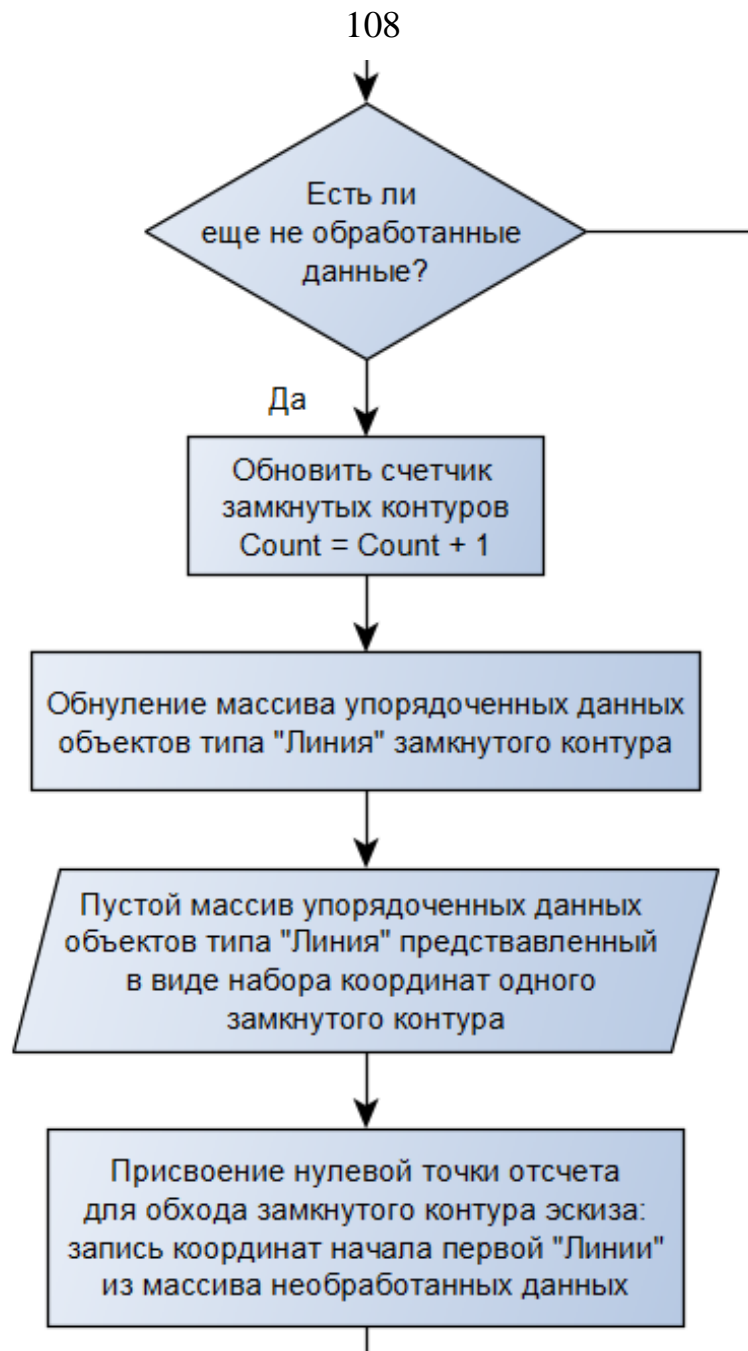 108
Есть ли
еще не обработанные
данные?
Да
Обновить счетчик
замкнутых контуров
Count = Count + 1
Обнуление массива упорядоченных данных
объектов типа "Линия" замкнутого контура
Пустой массив упорядоченных данных
объектов типа "Линия" предствавленный
в виде набора координат одного
замкнутого контура
Присвоение нулевой точки отсчета
для обхода замкнутого контура эскиза:
запись координат начала первой "Линии"
из массива необработанных данных